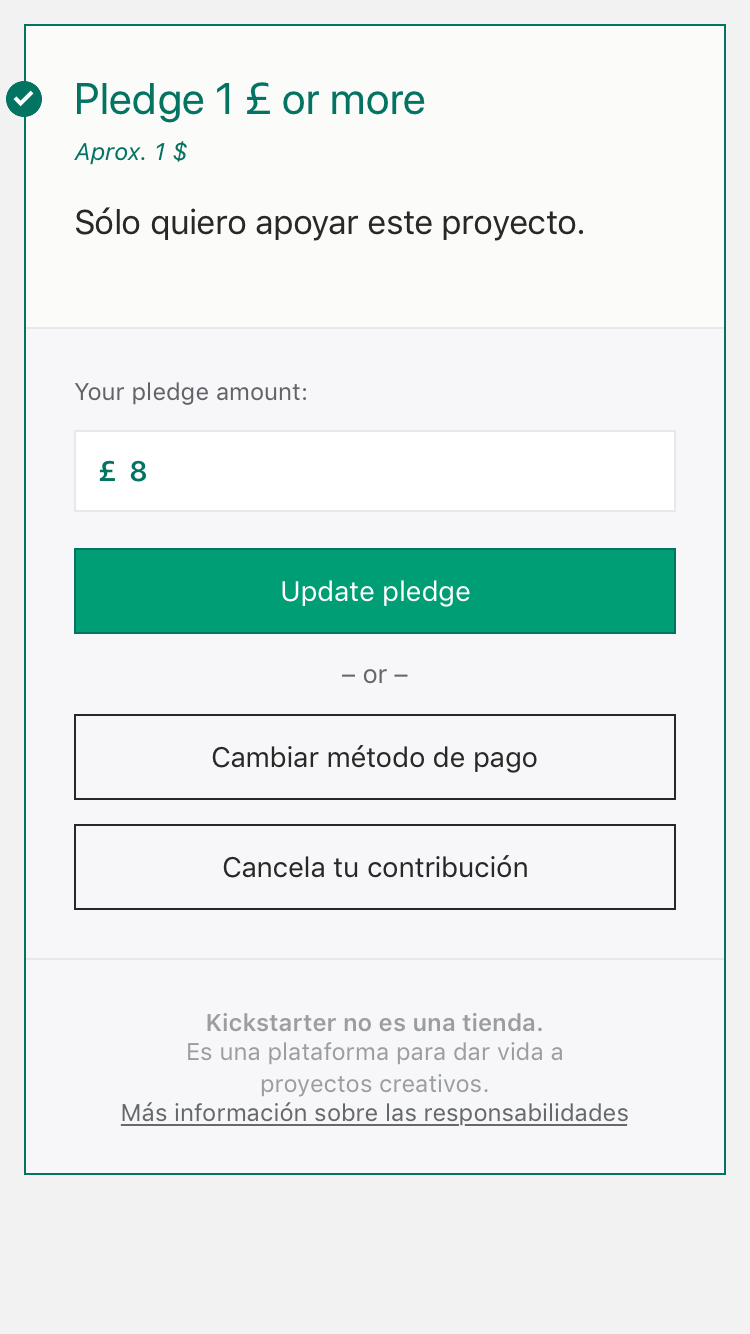 Pledge 1 £ or more
Aprox. 1 $
Sólo quiero apoyar este proyecto.
Your pledge amount:
£ 8
Update pledge
– or –
Cambiar método de pago
Cancela tu contribución
Kickstarter no es una tienda.
Es una plataforma para dar vida a
proyectos creativos.
Más información sobre las responsabilidades